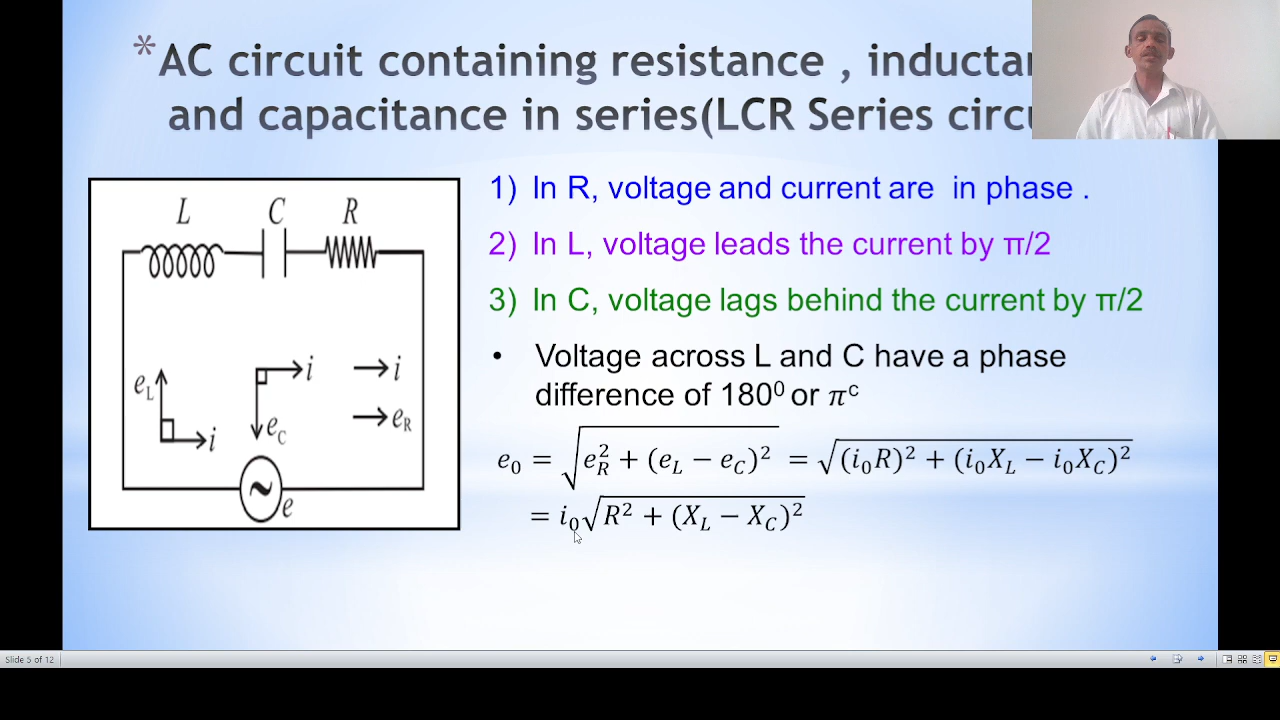 *AC circuit containing resistance , inducta
and capacitance in series(LCR Series circu
L C R
e_L i
i e_C
i
e_R
e
1) In R, voltage and current are in phase .
2) In L, voltage leads the current by π/2
3) In C, voltage lags behind the current by π/2
• Voltage across L and C have a phase
difference of 180⁰ or πᶜ
e₀ = √(e_R² + (e_L − e_C)²) = √((i₀R)² + (i₀X_L − i₀X_C)²)
= i₀√(R² + (X_L − X_C)²)
Slide 5 of 12